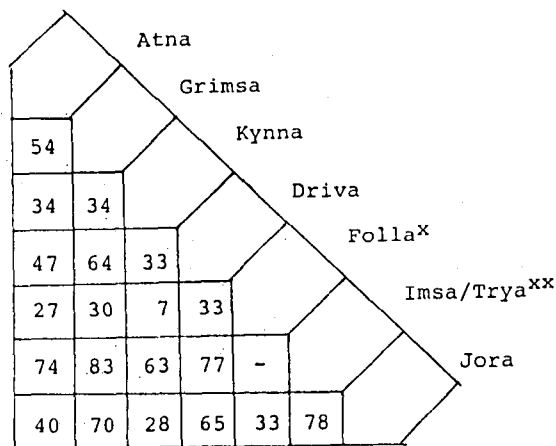 Atna
Grimsa
Kynna
54
Driva
34 34
Follax
47 64 33
Imsa/Tryaxx
27 30 7 33
74 83 63 77 -
Jora
40 70 28 65 33 78